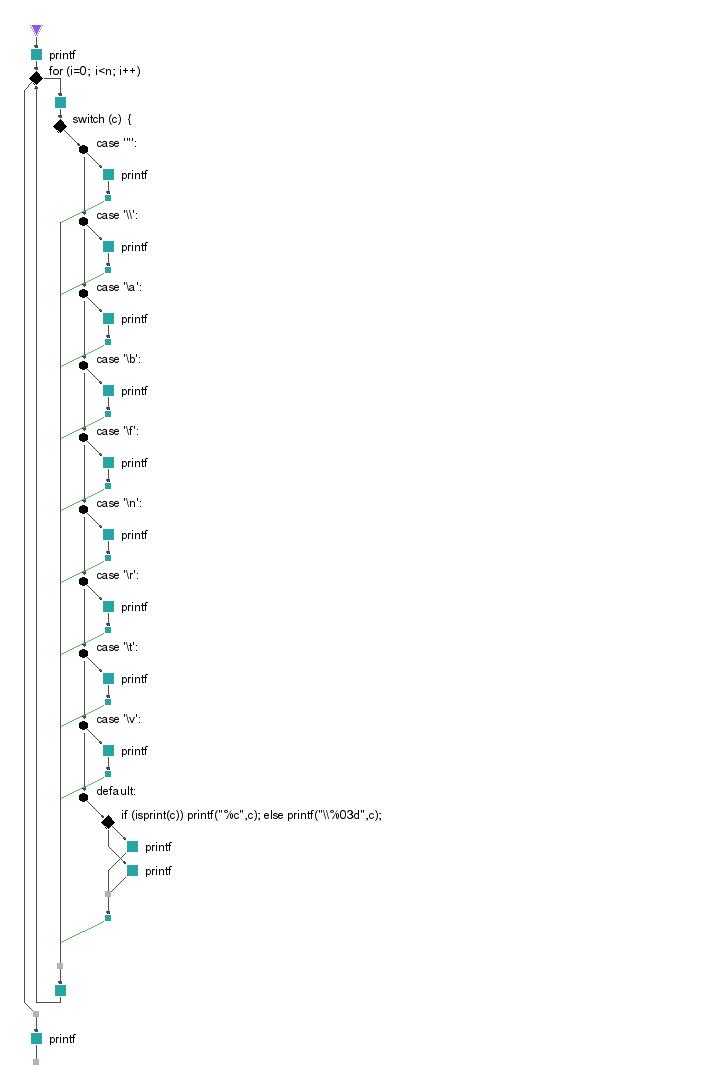 printf
for (i=0; i<n; i++)
switch (c) {
case '"':
printf
case '\\':
printf
case '\a':
printf
case '\b':
printf
case '\f':
printf
case '\n':
printf
case '\r':
printf
case '\t':
printf
case '\v':
printf
default:
if (isprint(c)) printf("%c",c); else printf("\\%03d",c);
printf
printf
printf